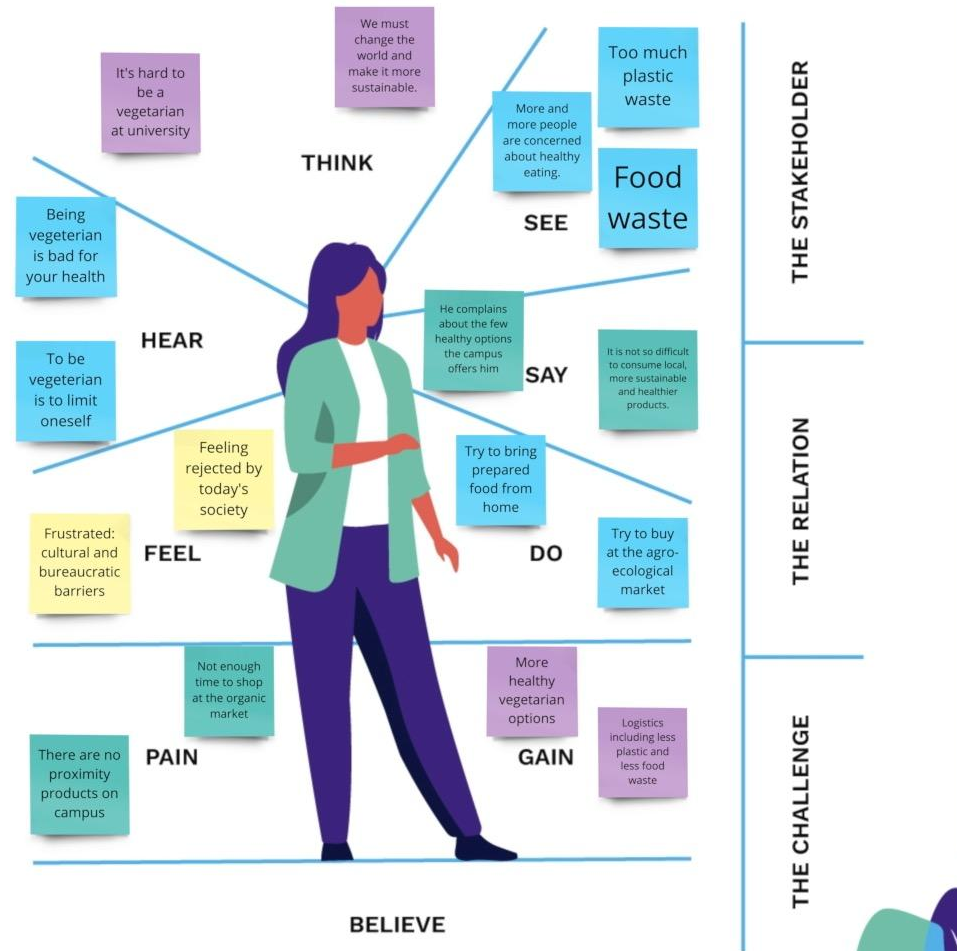 We must
change the
world and
make it more
sustainable.
It's hard to
be a
vegetarian
at university
THINK
Too much
plastic
waste
More and
more people
are concerned
about healthy
eating.
Food
waste
SEE
Being
vegeterian
is bad for
your health
HEAR
To be
vegeterian
is to limit
oneself
He complains
about the few
healthy options
the campus
offers him
SAY
It is not so difficult
to consume local,
more sustainable
and healthier
products.
Feeling
rejected by
today's
society
Frustrated:
cultural and
bureaucratic
barriers
FEEL
Try to bring
prepared
food from
home
DO
Try to buy
at the agro-
ecological
market
Not enough
time to shop
at the organic
market
There are no
proximity
products on
campus
PAIN
More
healthy
vegetarian
options
GAIN
Logistics
including less
plastic and
less food
waste
BELIEVE
THE STAKEHOLDER
THE RELATION
THE CHALLENGE